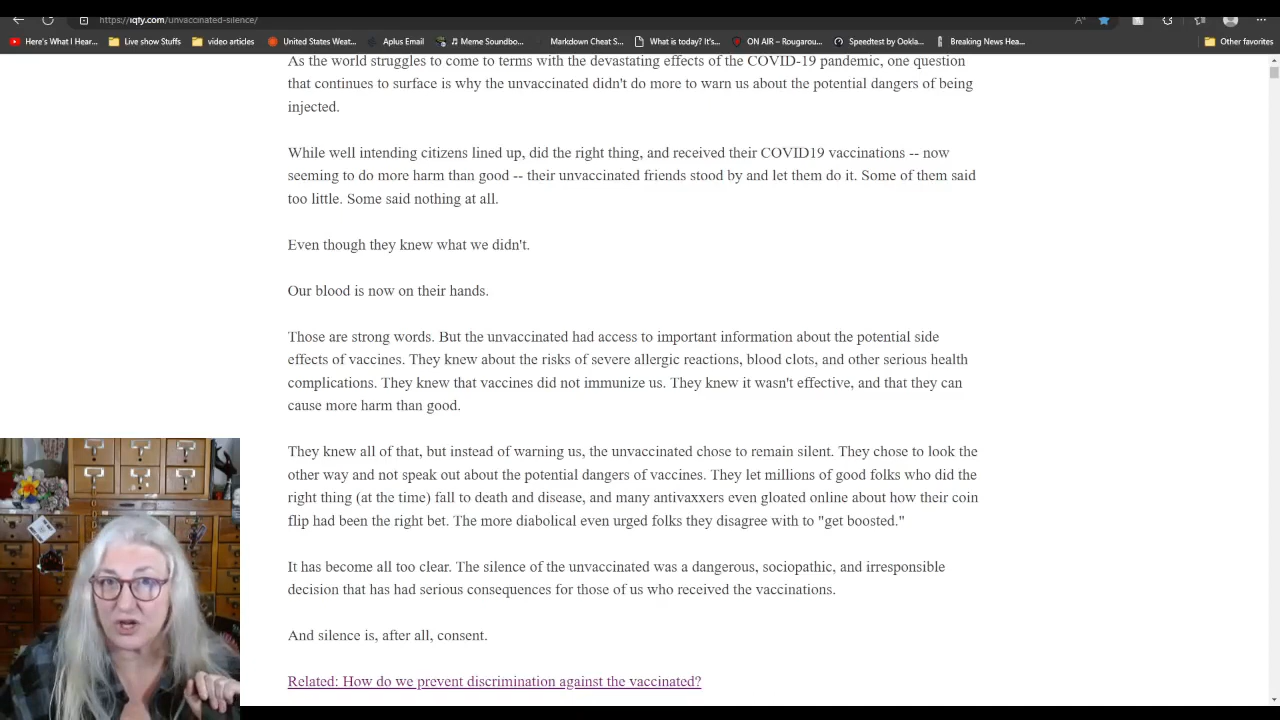 https://iqfy.com/unvaccinated-silence/
Here's What I Hear... Live show Stuffs video articles United States Weat... Aplus Email Meme Soundbo... Markdown Cheat S... What is today? It's... ON AIR – Rougarou... Speedtest by Ookla... Breaking News Hea... Other favorites
As the world struggles to come to terms with the devastating effects of the COVID-19 pandemic, one question
that continues to surface is why the unvaccinated didn't do more to warn us about the potential dangers of being
injected.
While well intending citizens lined up, did the right thing, and received their COVID19 vaccinations -- now
seeming to do more harm than good -- their unvaccinated friends stood by and let them do it. Some of them said
too little. Some said nothing at all.
Even though they knew what we didn't.
Our blood is now on their hands.
Those are strong words. But the unvaccinated had access to important information about the potential side
effects of vaccines. They knew about the risks of severe allergic reactions, blood clots, and other serious health
complications. They knew that vaccines did not immunize us. They knew it wasn't effective, and that they can
cause more harm than good.
They knew all of that, but instead of warning us, the unvaccinated chose to remain silent. They chose to look the
other way and not speak out about the potential dangers of vaccines. They let millions of good folks who did the
right thing (at the time) fall to death and disease, and many antivaxxers even gloated online about how their coin
flip had been the right bet. The more diabolical even urged folks they disagree with to "get boosted."
It has become all too clear. The silence of the unvaccinated was a dangerous, sociopathic, and irresponsible
decision that has had serious consequences for those of us who received the vaccinations.
And silence is, after all, consent.
Related: How do we prevent discrimination against the vaccinated?